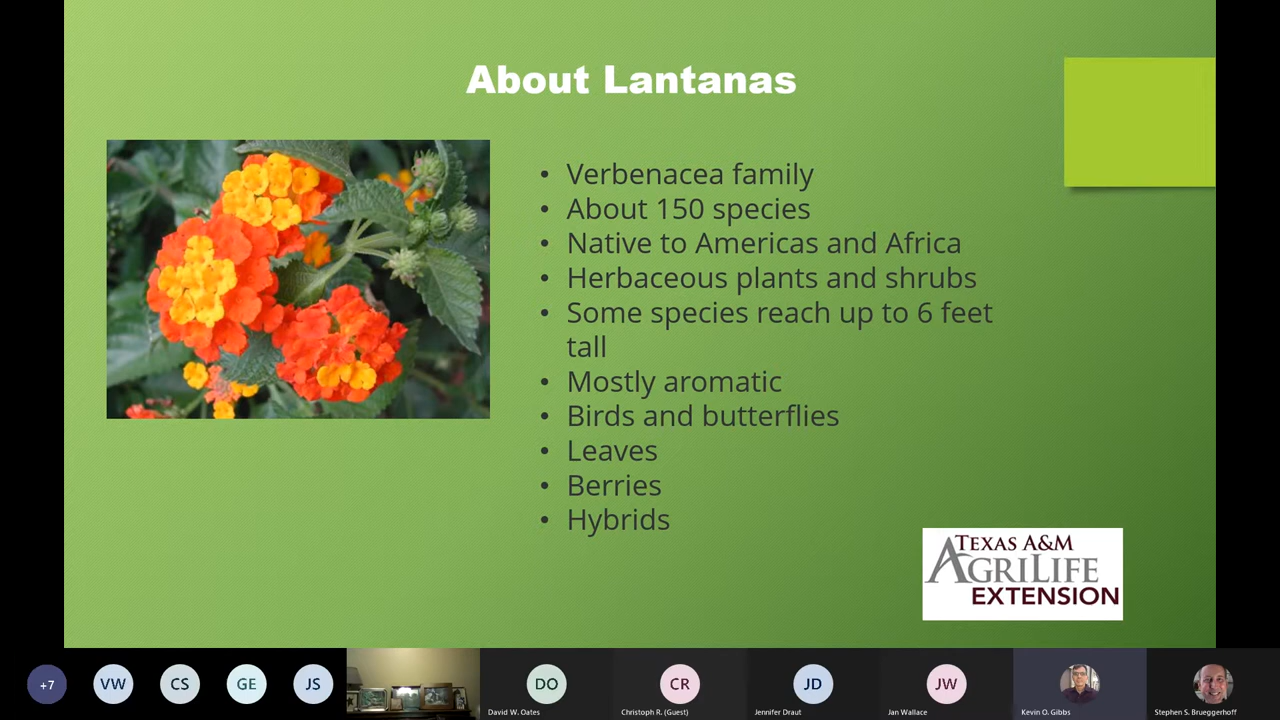 About Lantanas
• Verbenacea family
• About 150 species
• Native to Americas and Africa
• Herbaceous plants and shrubs
• Some species reach up to 6 feet
tall
• Mostly aromatic
• Birds and butterflies
• Leaves
• Berries
• Hybrids
TEXAS A&M
AGRILIFE
EXTENSION
+7
VW
CS
GE
JS
DO
CR
JD
JW
David W. Oates
Christoph R. (Guest)
Jennifer Draut
Jan Wallace
Kevin O. Gibbs
Stephen S. Brueggerhoff